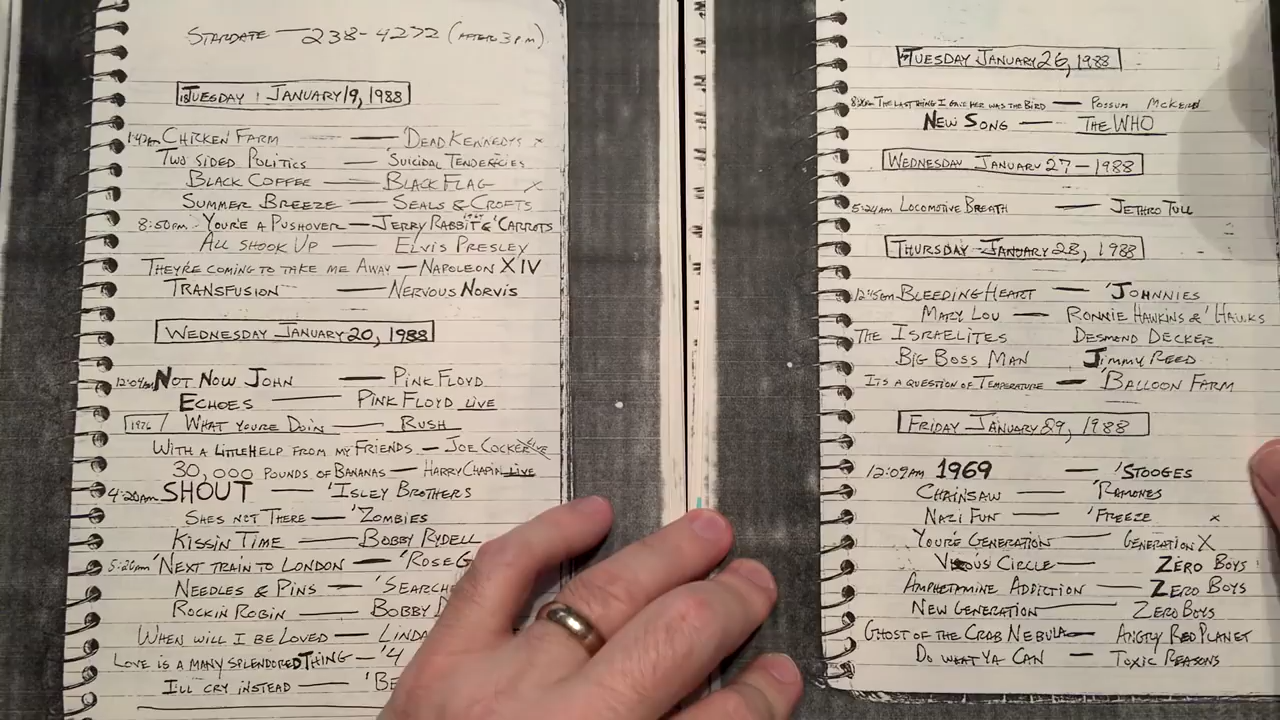 STARDATE — 238-4272 (AFTER 3 PM)
TUESDAY JANUARY 19, 1988
1:47AM CHICKEN FARM — DEAD KENNEDYS x
TWO SIDED POLITICS — SUICIDAL TENDENCIES
BLACK COFFEE — BLACK FLAG x
SUMMER BREEZE — SEALS & CROFTS
8:50PM YOU'RE A PUSHOVER — JERRY RABBIT & 'CARROTS
ALL SHOOK UP — ELVIS PRESLEY
THEY'RE COMING TO TAKE ME AWAY — NAPOLEON XIV
TRANSFUSION — NERVOUS NORVIS
WEDNESDAY JANUARY 20, 1988
12:09AM NOT NOW JOHN — PINK FLOYD
ECHOES — PINK FLOYD LIVE
1976 WHAT YOU'RE DOIN — RUSH
WITH A LITTLE HELP FROM MY FRIENDS — JOE COCKER LIVE
30,000 POUNDS OF BANANAS — HARRY CHAPIN LIVE
4:20AM SHOUT — 'ISLEY BROTHERS
SHES NOT THERE — 'ZOMBIES
KISSIN TIME — BOBBY RYDELL
5:26PM 'NEXT TRAIN TO LONDON — 'ROSE G
NEEDLES & PINS — 'SEARCH
ROCKIN ROBIN — BOBBY D
WHEN WILL I BE LOVED — LINDA
LOVE IS A MANY SPLENDORED THING — '4
I'LL CRY INSTEAD — 'BE
TUESDAY JANUARY 26, 1988
THE LAST THING I GAVE HER WAS THE BIRD — POSSUM
NEW SONG — THE WHO
WEDNESDAY JANUARY 27 - 1988
5:24AM LOCOMOTIVE BREATH — JETHRO TULL
THURSDAY JANUARY 28, 1988
12:45AM BLEEDING HEART — 'JOHNNIES
MARY LOU — RONNIE HAWKINS & 'HAWKS
THE ISRAELITES DESMOND DECKER
BIG BOSS MAN JIMMY REED
ITS A QUESTION OF TEMPERATURE — 'BALLOON FARM
FRIDAY JANUARY 29, 1988
12:09AM 1969 — 'STOOGES
CHAINSAW — 'RAMONES
NAZI FUN — 'FREEZE x
YOU'RE GENERATION — GENERATION X
VICIOUS CIRCLE — ZERO BOYS
AMPHETAMINE ADDICTION — ZERO BOYS
NEW GENERATION — ZERO BOYS
GHOST OF THE CRAB NEBULA — ANGRY RED PLANET
DO WHAT YA CAN — TOXIC REASONS